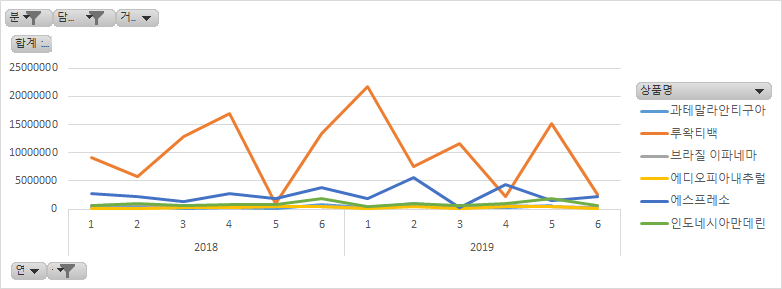 분 담... 거...
합계 :...
25000000
20000000
15000000
10000000
5000000
0
1 2 3 4 5 6 1 2 3 4 5 6
2018 2019
상품명
과테말라안티구아
루왁티백
브라질 이파네마
에디오피아내추럴
에스프레소
인도네시아만데린
연